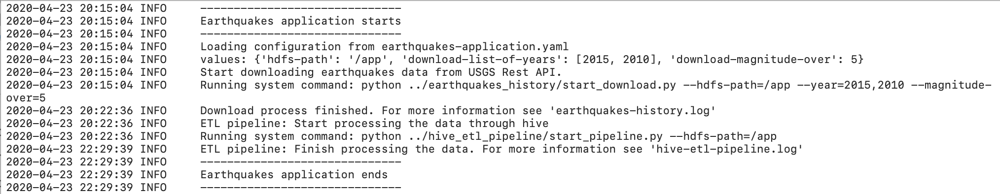 2020-04-23 20:15:04 INFO     ------------------------------
2020-04-23 20:15:04 INFO     Earthquakes application starts
2020-04-23 20:15:04 INFO     ------------------------------
2020-04-23 20:15:04 INFO     Loading configuration from earthquakes-application.yaml
2020-04-23 20:15:04 INFO     values: {'hdfs-path': '/app', 'download-list-of-years': [2015, 2010], 'download-magnitude-over': 5}
2020-04-23 20:15:04 INFO     Start downloading earthquakes data from USGS Rest API.
2020-04-23 20:15:04 INFO     Running system command: python ../earthquakes_history/start_download.py --hdfs-path=/app --year=2015,2010 --magnitude-
over=5
2020-04-23 20:22:36 INFO     Download process finished. For more information see 'earthquakes-history.log'
2020-04-23 20:22:36 INFO     ETL pipeline: Start processing the data through hive
2020-04-23 20:22:36 INFO     Running system command: python ../hive_etl_pipeline/start_pipeline.py --hdfs-path=/app
2020-04-23 22:29:39 INFO     ETL pipeline: Finish processing the data. For more information see 'hive-etl-pipeline.log'
2020-04-23 22:29:39 INFO     ------------------------------
2020-04-23 22:29:39 INFO     Earthquakes application ends
2020-04-23 22:29:39 INFO     ------------------------------